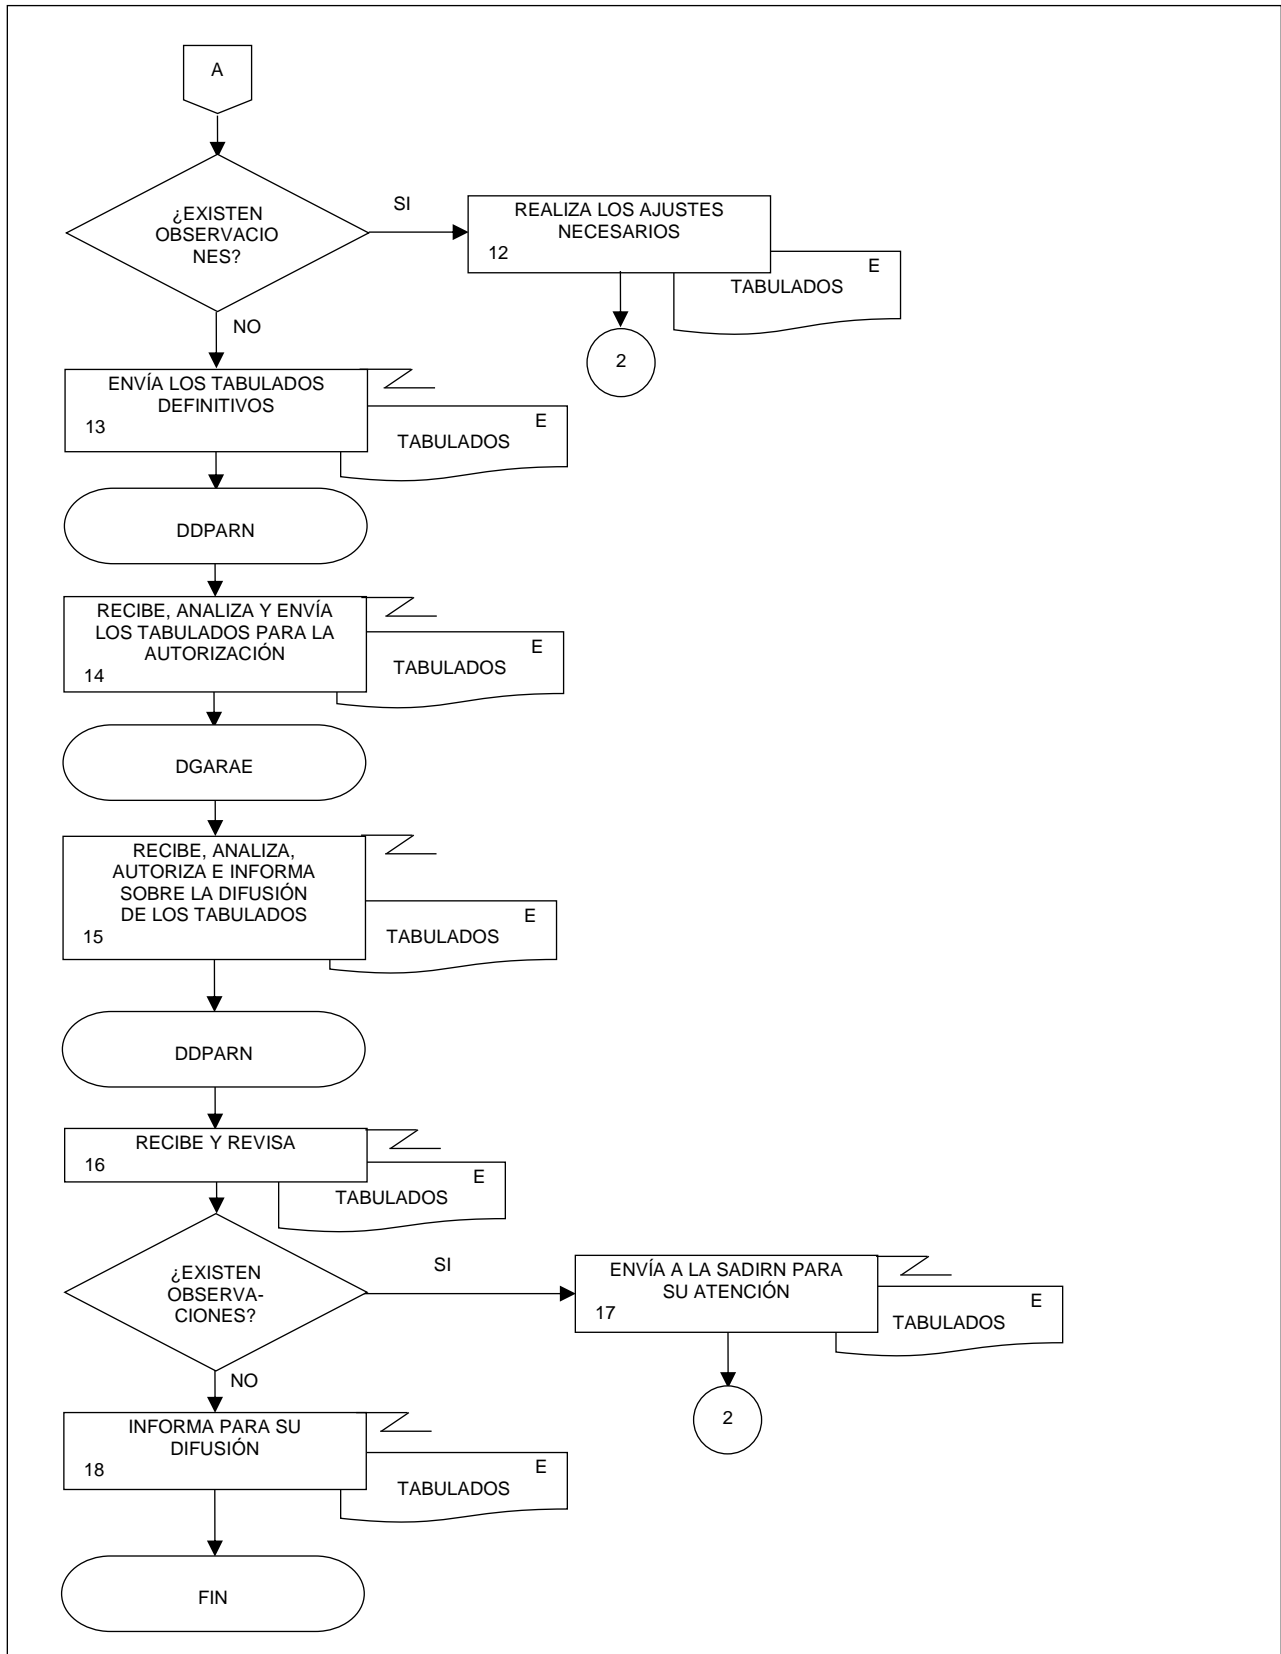 A
¿EXISTEN
OBSERVACIO
NES?
SI
REALIZA LOS AJUSTES
NECESARIOS
12
E
TABULADOS
2
NO
ENVÍA LOS TABULADOS
DEFINITIVOS
13
E
TABULADOS
DDPARN
RECIBE, ANALIZA Y ENVÍA
LOS TABULADOS PARA LA
AUTORIZACIÓN
14
E
TABULADOS
DGARAE
RECIBE, ANALIZA,
AUTORIZA E INFORMA
SOBRE LA DIFUSIÓN
DE LOS TABULADOS
15
E
TABULADOS
DDPARN
RECIBE Y REVISA
16
E
TABULADOS
¿EXISTEN
OBSERVA-
CIONES?
SI
ENVÍA A LA SADIRN PARA
SU ATENCIÓN
17
E
TABULADOS
2
NO
INFORMA PARA SU
DIFUSIÓN
18
E
TABULADOS
FIN